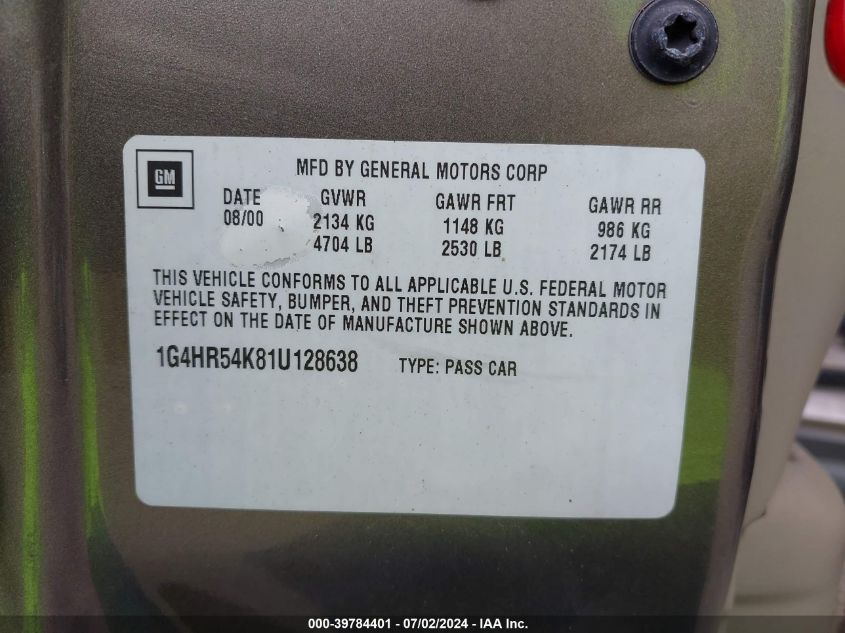 GM
MFD BY GENERAL MOTORS CORP
DATE GVWR GAWR FRT GAWR RR
08/00 2134 KG 1148 KG 986 KG
4704 LB 2530 LB 2174 LB
THIS VEHICLE CONFORMS TO ALL APPLICABLE U.S. FEDERAL MOTOR
VEHICLE SAFETY, BUMPER, AND THEFT PREVENTION STANDARDS IN
EFFECT ON THE DATE OF MANUFACTURE SHOWN ABOVE.
1G4HR54K81U128638 TYPE: PASS CAR
000-39784401 - 07/02/2024 - IAA Inc.